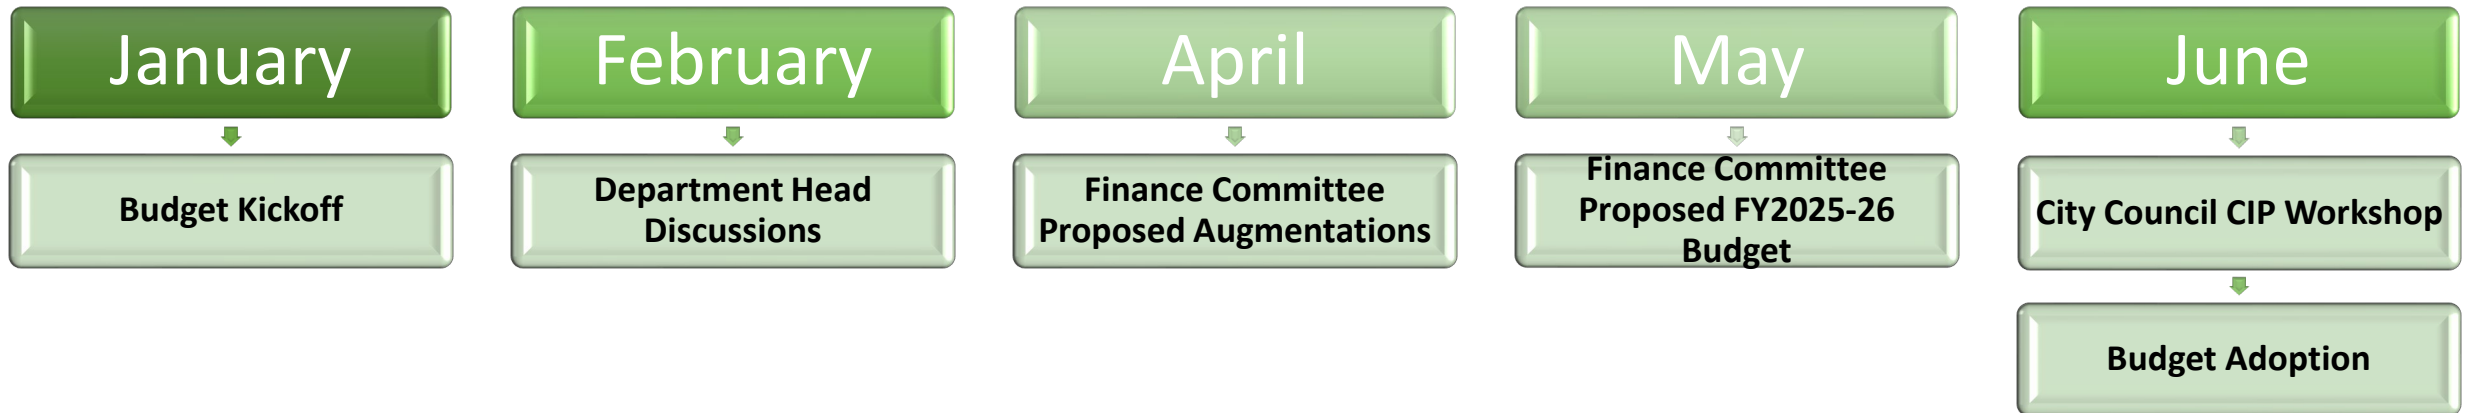 January
Budget Kickoff
February
Department Head
Discussions
April
Finance Committee
Proposed Augmentations
May
Finance Committee
Proposed FY2025-26
Budget
June
City Council CIP Workshop
Budget Adoption